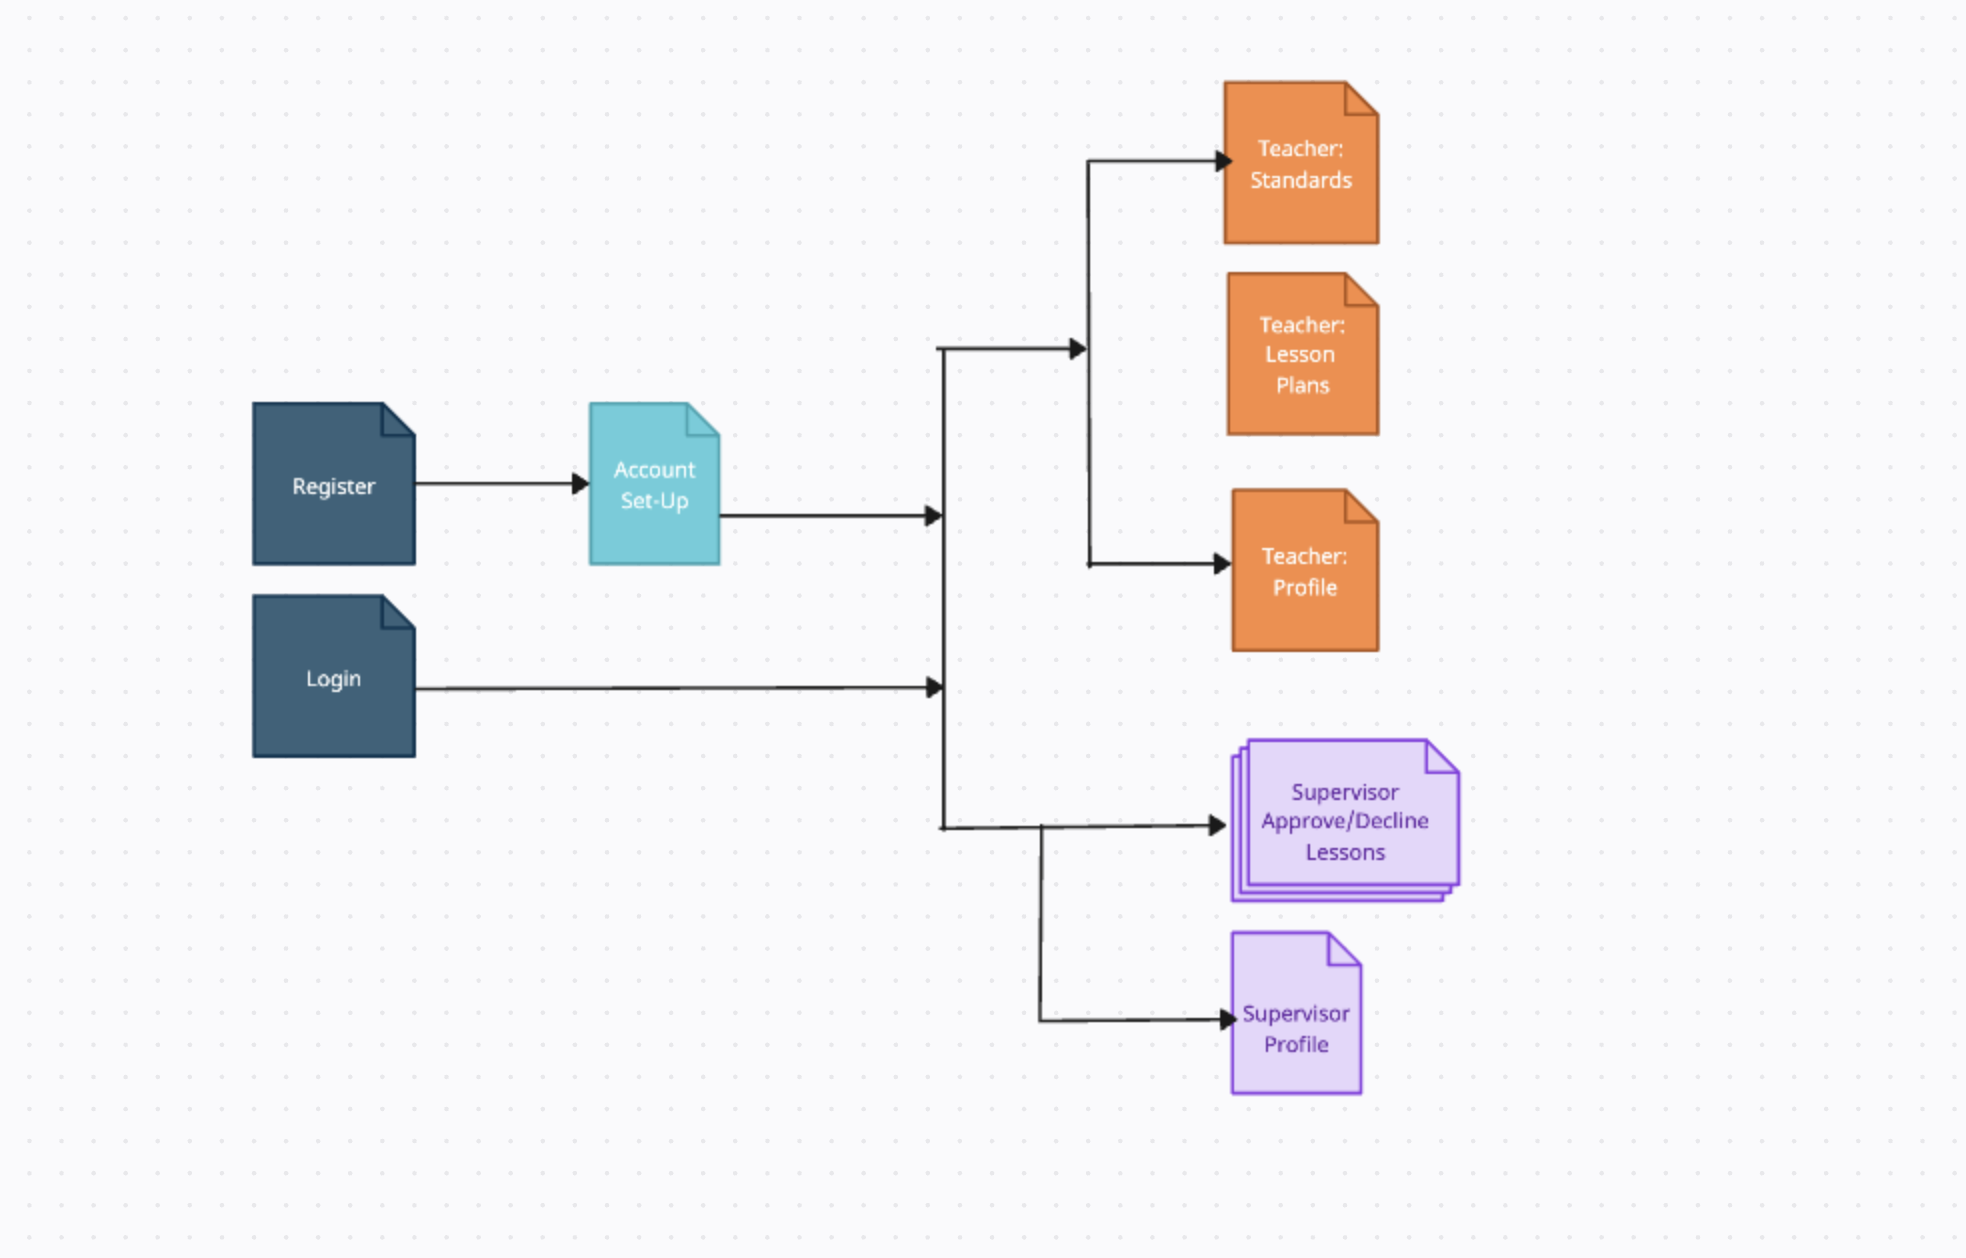 Register
Account
Set-Up
Login
Teacher:
Standards
Teacher:
Lesson
Plans
Teacher:
Profile
Supervisor
Approve/Decline
Lessons
Supervisor
Profile